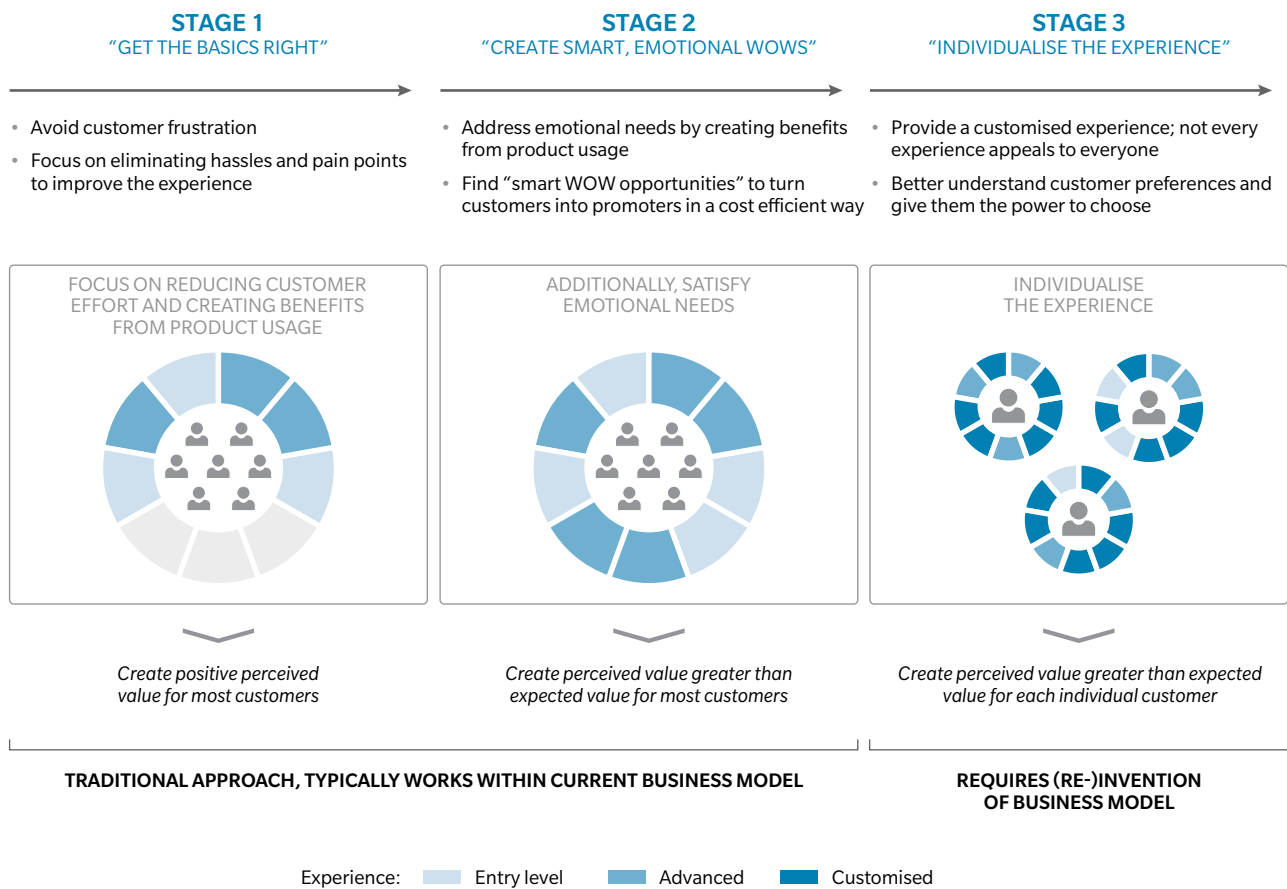 STAGE 1
“GET THE BASICS RIGHT”
• Avoid customer frustration
• Focus on eliminating hassles and pain points
to improve the experience
STAGE 2
“CREATE SMART, EMOTIONAL WOWS”
• Address emotional needs by creating benefits
from product usage
• Find “smart WOW opportunities” to turn
customers into promoters in a cost efficient way
STAGE 3
“INDIVIDUALISE THE EXPERIENCE”
• Provide a customised experience; not every
experience appeals to everyone
• Better understand customer preferences and
give them the power to choose
FOCUS ON REDUCING CUSTOMER
EFFORT AND CREATING BENEFITS
FROM PRODUCT USAGE
ADDITIONALLY, SATISFY
EMOTIONAL NEEDS
INDIVIDUALISE
THE EXPERIENCE
Create positive perceived
value for most customers
Create perceived value greater than
expected value for most customers
Create perceived value greater than expected
value for each individual customer
TRADITIONAL APPROACH, TYPICALLY WORKS WITHIN CURRENT BUSINESS MODEL
REQUIRES (RE-)INVENTION
OF BUSINESS MODEL
Experience: Entry level Advanced Customised